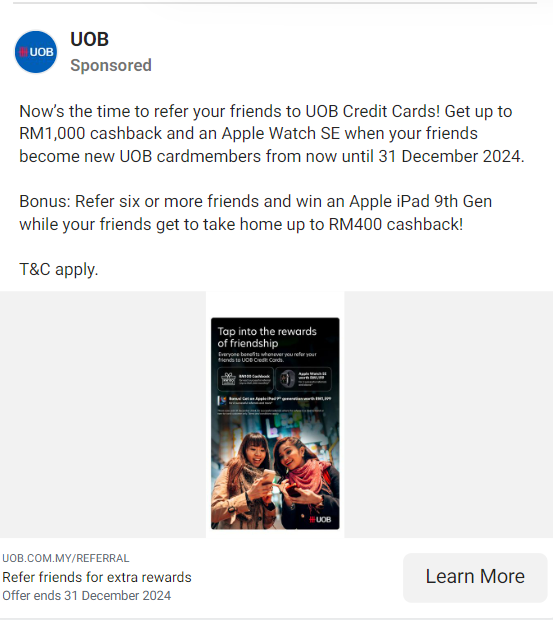 UOB
UOB
Sponsored
Now's the time to refer your friends to UOB Credit Cards! Get up to
RM1,000 cashback and an Apple Watch SE when your friends
become new UOB cardmembers from now until 31 December 2024.
Bonus: Refer six or more friends and win an Apple iPad 9th Gen
while your friends get to take home up to RM400 cashback!
T&C apply.
Tap into the rewards
of friendship
Everyone benefits whenever you refer your
friends to UOB Credit Cards.
Cashback
Apple Watch SE
Bonus! Get an Apple iPad 9th generation worth
UOB
UOB.COM.MY/REFERRAL
Refer friends for extra rewards
Offer ends 31 December 2024
Learn More